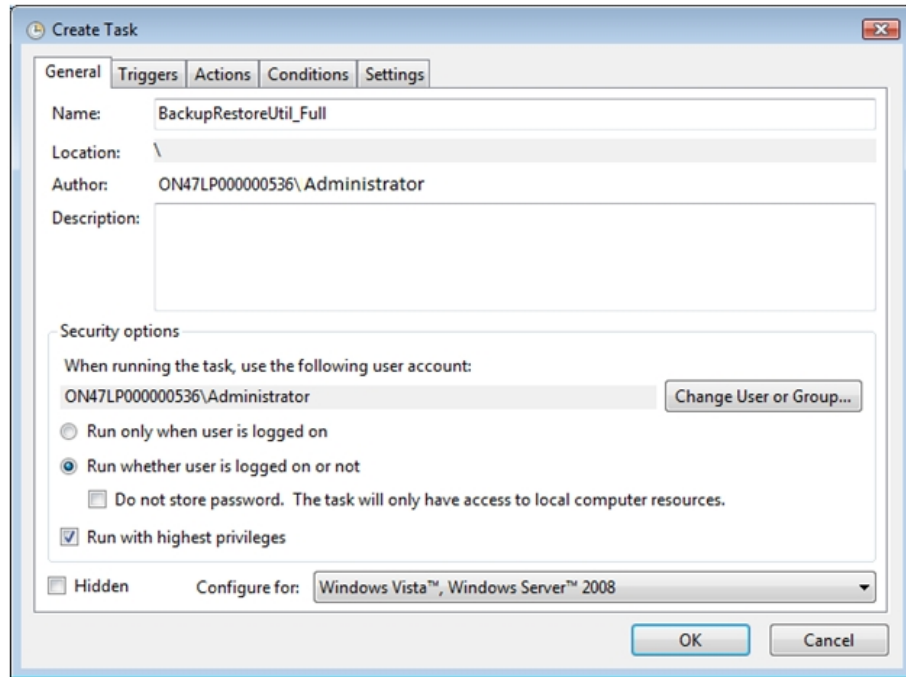 Create Task
General Triggers Actions Conditions Settings
Name: BackupRestoreUtil_Full
Location: \
Author: ON47LP000000536\Administrator
Description:
Security options
When running the task, use the following user account:
ON47LP000000536\Administrator Change User or Group...
Run only when user is logged on
Run whether user is logged on or not
Do not store password. The task will only have access to local computer resources.
Run with highest privileges
Hidden Configure for: Windows Vista™, Windows Server™ 2008
OK Cancel